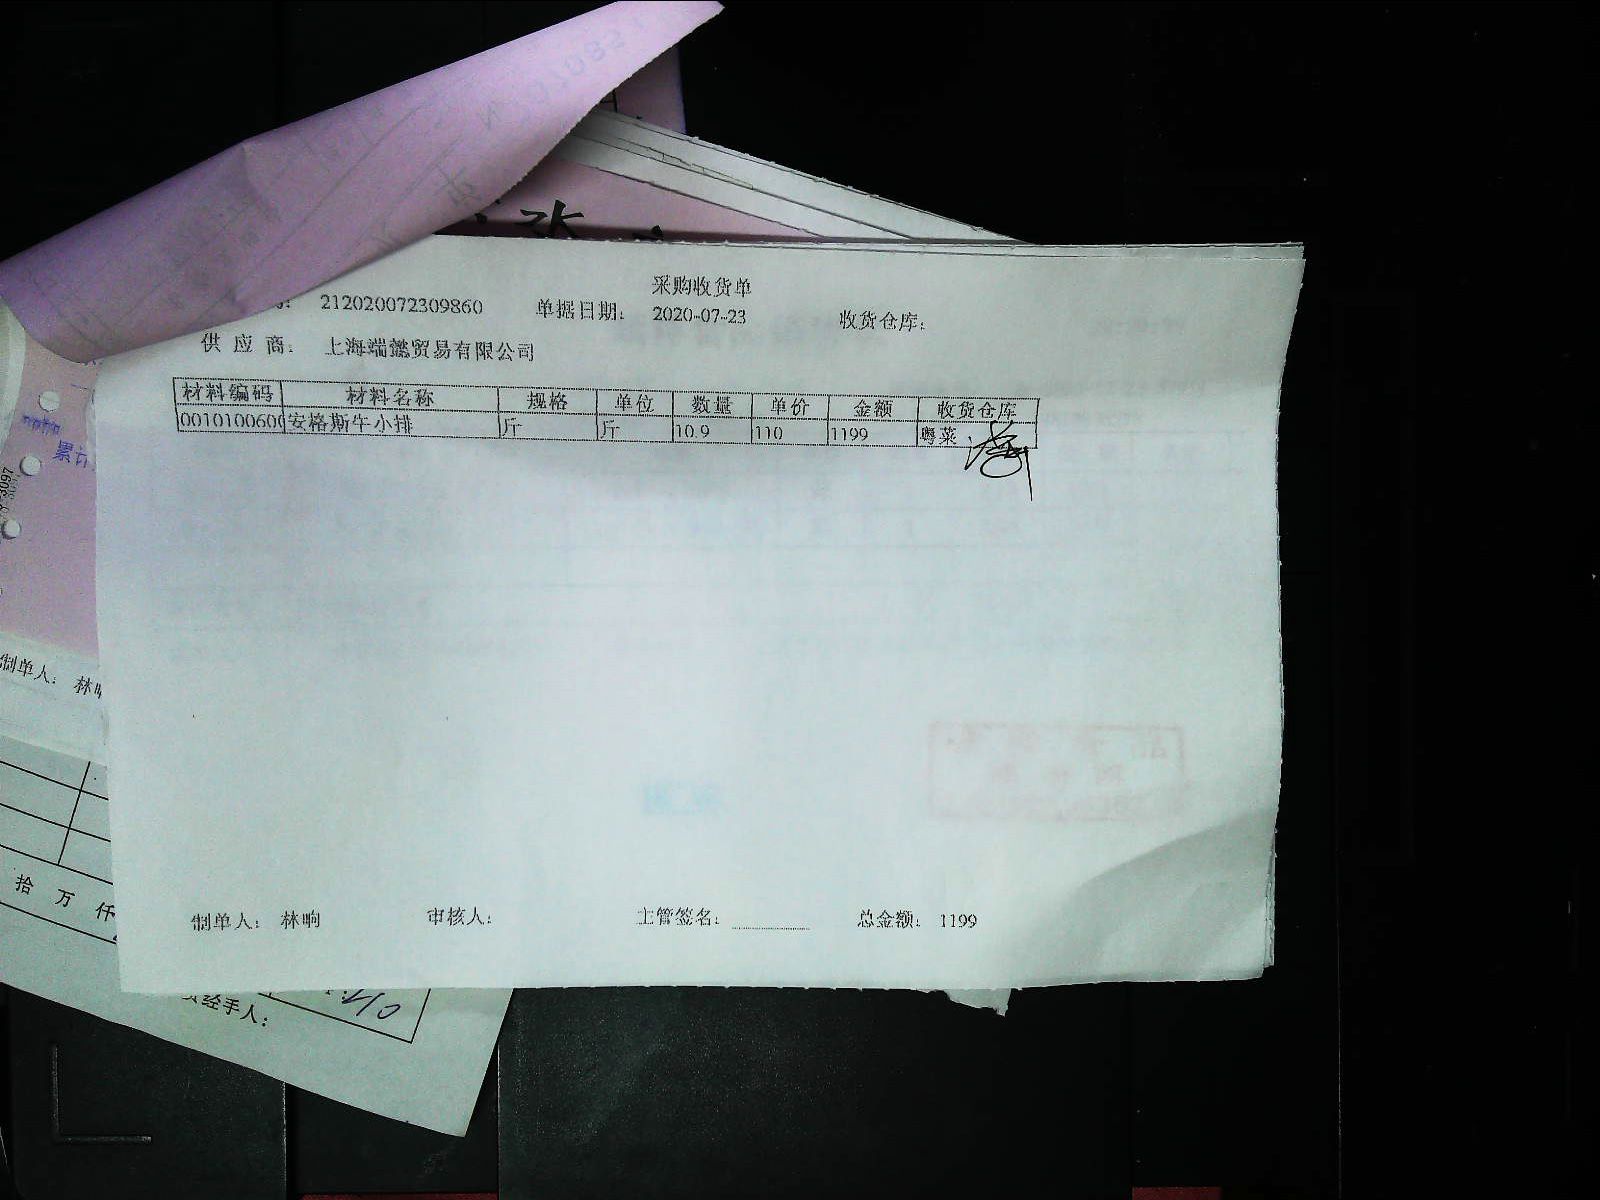 采购收货单
212020072309860 单据日期: 2020-07-23 收货仓库:
供应商: 上海端懿贸易有限公司
材料编码 材料名称 规格 单位 数量 单价 金额 收货仓库
0010100600 安格斯牛小排 斤 斤 10.9 110 1199 粤菜
累计
3097
制单人: 林
拾 万 仟
制单人: 林晌 审核人: 主管签名: 总金额: 1199
经手人: